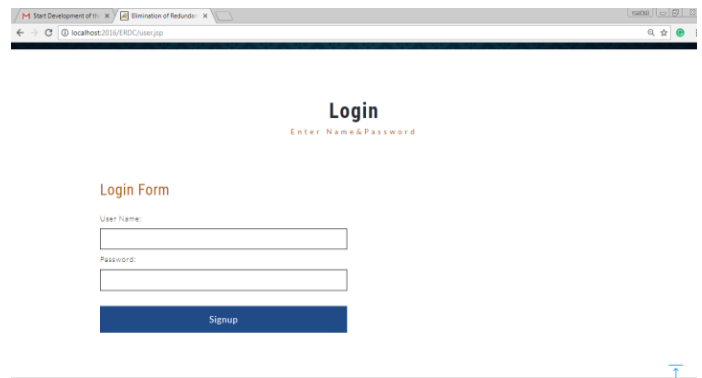 Start Development of th
Elimination of Redundan
localhost:2016/ERDC/user.jsp
Login
Enter Name&Password
Login Form
User Name:
Password:
Signup